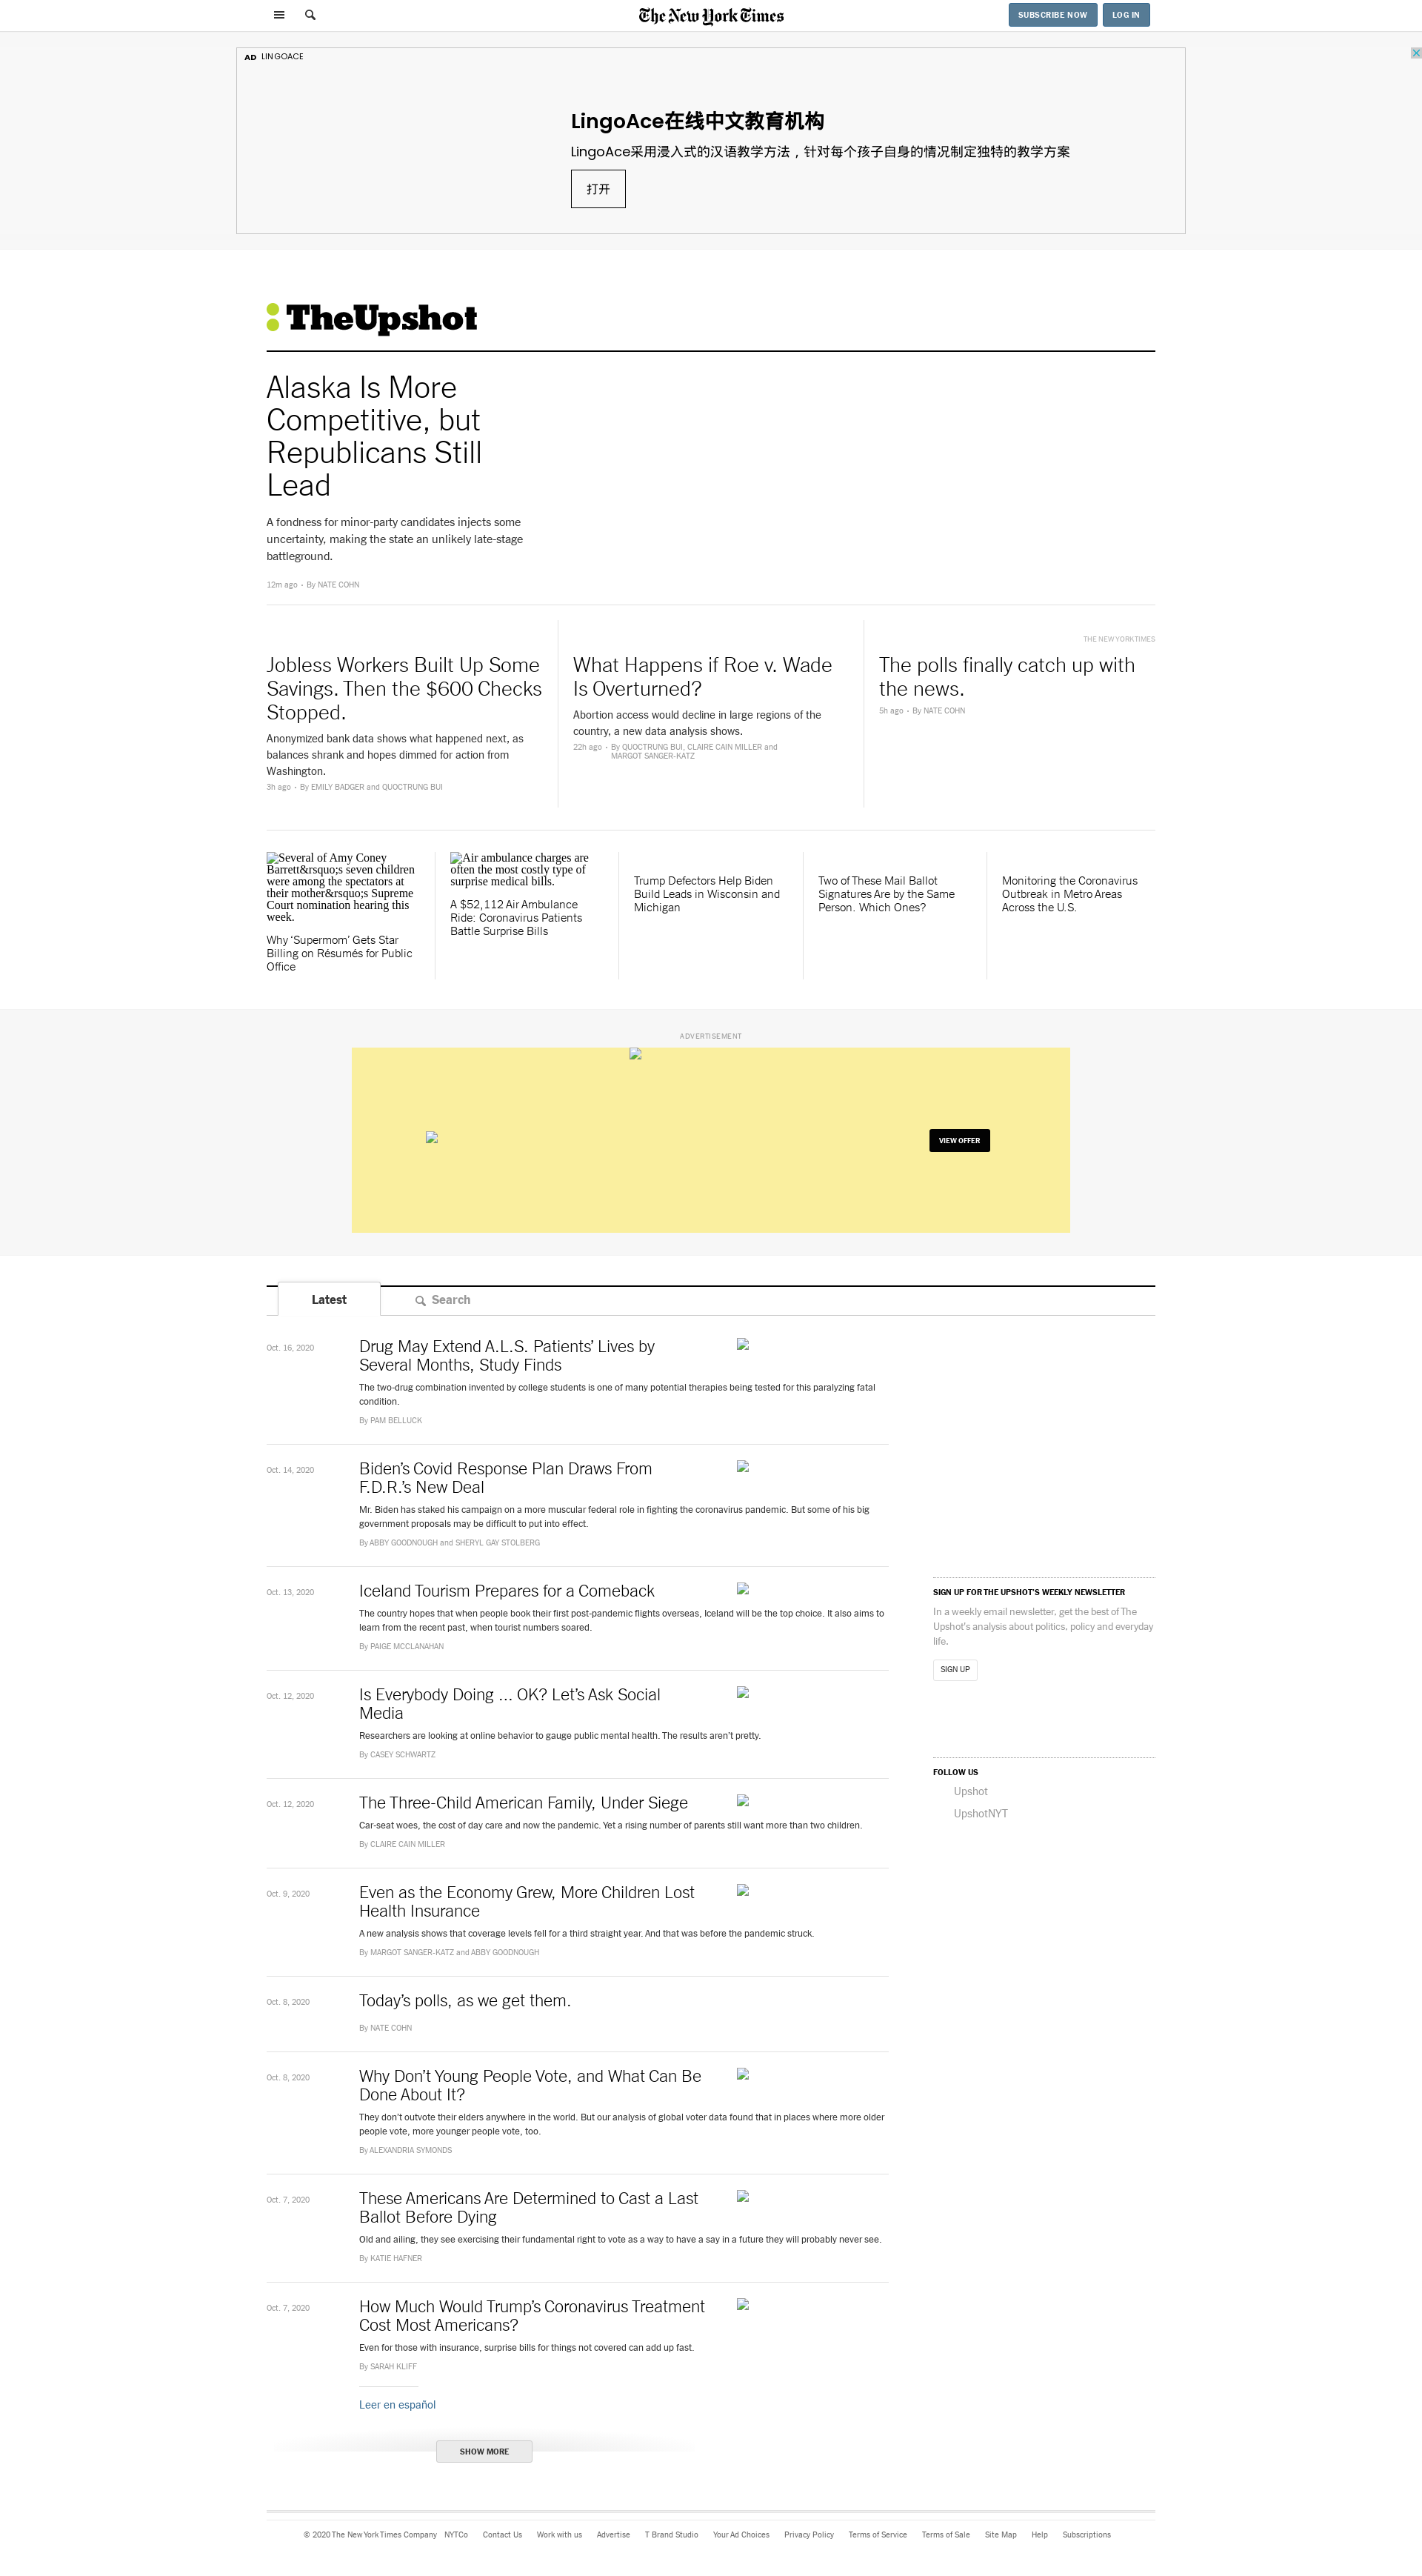 The New York Times
SUBSCRIBE NOW
LOG IN
AD LINGOACE
LingoAce在线中文教育机构
LingoAce采用浸入式的汉语教学方法，针对每个孩子自身的情况制定独特的教学方案
打开
TheUpshot
Alaska Is More
Competitive, but
Republicans Still
Lead
A fondness for minor-party candidates injects some
uncertainty, making the state an unlikely late-stage
battleground.
12m ago • By NATE COHN
Jobless Workers Built Up Some
Savings. Then the $600 Checks
Stopped.
Anonymized bank data shows what happened next, as
balances shrank and hopes dimmed for action from
Washington.
3h ago • By EMILY BADGER and QUOCTRUNG BUI
What Happens if Roe v. Wade
Is Overturned?
Abortion access would decline in large regions of the
country, a new data analysis shows.
22h ago • By QUOCTRUNG BUI, CLAIRE CAIN MILLER and
MARGOT SANGER-KATZ
THE NEW YORK TIMES
The polls finally catch up with
the news.
5h ago • By NATE COHN
Several of Amy Coney
Barrett&rsquo;s seven children
were among the spectators at
their mother&rsquo;s Supreme
Court nomination hearing this
week.
Why ‘Supermom’ Gets Star
Billing on Résumés for Public
Office
Air ambulance charges are
often the most costly type of
surprise medical bills.
A $52,112 Air Ambulance
Ride: Coronavirus Patients
Battle Surprise Bills
Trump Defectors Help Biden
Build Leads in Wisconsin and
Michigan
Two of These Mail Ballot
Signatures Are by the Same
Person. Which Ones?
Monitoring the Coronavirus
Outbreak in Metro Areas
Across the U.S.
ADVERTISEMENT
VIEW OFFER
Latest
Search
Oct. 16, 2020
Drug May Extend A.L.S. Patients’ Lives by
Several Months, Study Finds
The two-drug combination invented by college students is one of many potential therapies being tested for this paralyzing fatal
condition.
By PAM BELLUCK
Oct. 14, 2020
Biden’s Covid Response Plan Draws From
F.D.R.’s New Deal
Mr. Biden has staked his campaign on a more muscular federal role in fighting the coronavirus pandemic. But some of his big
government proposals may be difficult to put into effect.
By ABBY GOODNOUGH and SHERYL GAY STOLBERG
Oct. 13, 2020
Iceland Tourism Prepares for a Comeback
The country hopes that when people book their first post-pandemic flights overseas, Iceland will be the top choice. It also aims to
learn from the recent past, when tourist numbers soared.
By PAIGE MCCLANAHAN
Oct. 12, 2020
Is Everybody Doing ... OK? Let’s Ask Social
Media
Researchers are looking at online behavior to gauge public mental health. The results aren’t pretty.
By CASEY SCHWARTZ
Oct. 12, 2020
The Three-Child American Family, Under Siege
Car-seat woes, the cost of day care and now the pandemic. Yet a rising number of parents still want more than two children.
By CLAIRE CAIN MILLER
Oct. 9, 2020
Even as the Economy Grew, More Children Lost
Health Insurance
A new analysis shows that coverage levels fell for a third straight year. And that was before the pandemic struck.
By MARGOT SANGER-KATZ and ABBY GOODNOUGH
Oct. 8, 2020
Today’s polls, as we get them.
By NATE COHN
Oct. 8, 2020
Why Don’t Young People Vote, and What Can Be
Done About It?
They don’t outvote their elders anywhere in the world. But our analysis of global voter data found that in places where more older
people vote, more younger people vote, too.
By ALEXANDRIA SYMONDS
Oct. 7, 2020
These Americans Are Determined to Cast a Last
Ballot Before Dying
Old and ailing, they see exercising their fundamental right to vote as a way to have a say in a future they will probably never see.
By KATIE HAFNER
Oct. 7, 2020
How Much Would Trump’s Coronavirus Treatment
Cost Most Americans?
Even for those with insurance, surprise bills for things not covered can add up fast.
By SARAH KLIFF
Leer en español
SHOW MORE
SIGN UP FOR THE UPSHOT’S WEEKLY NEWSLETTER
In a weekly email newsletter, get the best of The
Upshot’s analysis about politics, policy and everyday
life.
SIGN UP
FOLLOW US
Upshot
UpshotNYT
© 2020 The New York Times Company NYTCo Contact Us Work with us Advertise T Brand Studio Your Ad Choices Privacy Policy Terms of Service Terms of Sale Site Map Help Subscriptions